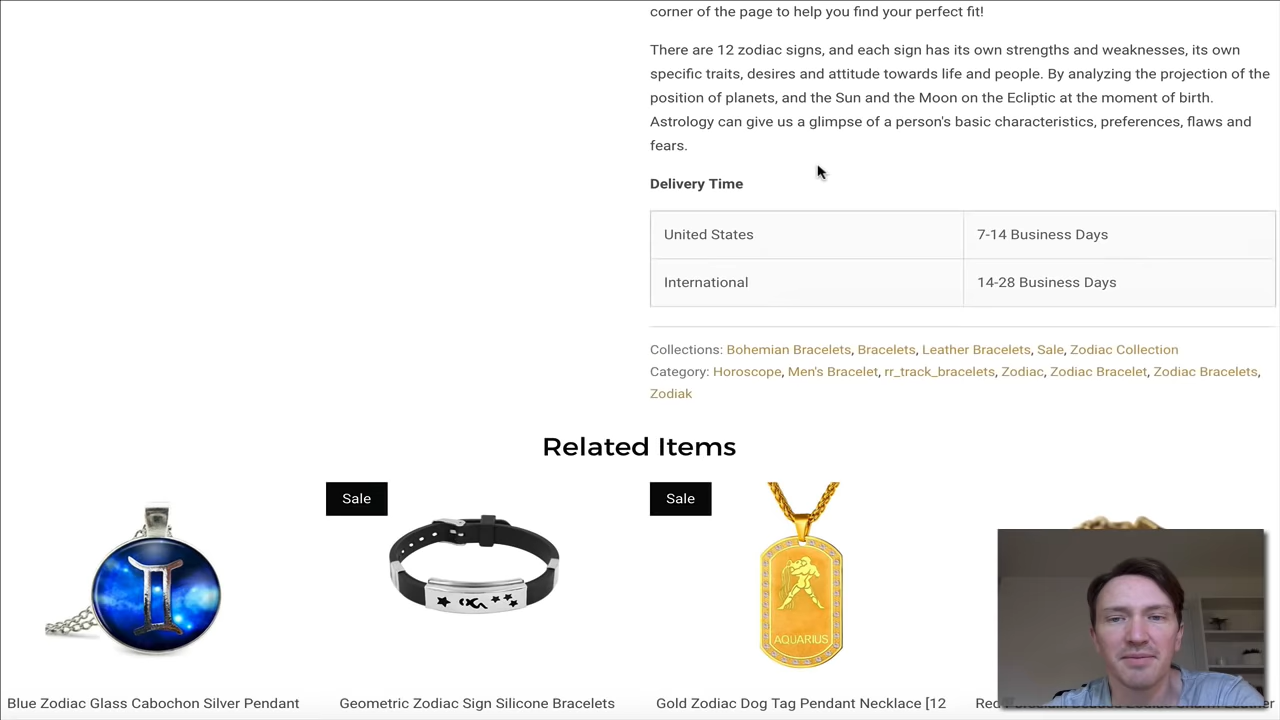 corner of the page to help you find your perfect fit!
There are 12 zodiac signs, and each sign has its own strengths and weaknesses, its own
specific traits, desires and attitude towards life and people. By analyzing the projection of the
position of planets, and the Sun and the Moon on the Ecliptic at the moment of birth.
Astrology can give us a glimpse of a person's basic characteristics, preferences, flaws and
fears.
Delivery Time
United States 7-14 Business Days
International 14-28 Business Days
Collections: Bohemian Bracelets, Bracelets, Leather Bracelets, Sale, Zodiac Collection
Category: Horoscope, Men's Bracelet, rr_track_bracelets, Zodiac, Zodiac Bracelet, Zodiac Bracelets,
Zodiak
Related Items
Sale
Sale
AQUARIUS
Blue Zodiac Glass Cabochon Silver Pendant
Geometric Zodiac Sign Silicone Bracelets
Gold Zodiac Dog Tag Pendant Necklace [12
Red